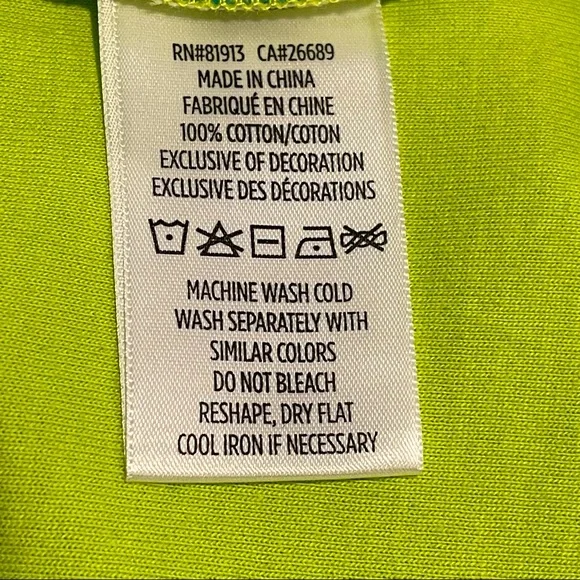 RN#81913 CA#26689
MADE IN CHINA
FABRIQUÉ EN CHINE
100% COTTON/COTON
EXCLUSIVE OF DECORATION
EXCLUSIVE DES DÉCORATIONS
MACHINE WASH COLD
WASH SEPARATELY WITH
SIMILAR COLORS
DO NOT BLEACH
RESHAPE, DRY FLAT
COOL IRON IF NECESSARY